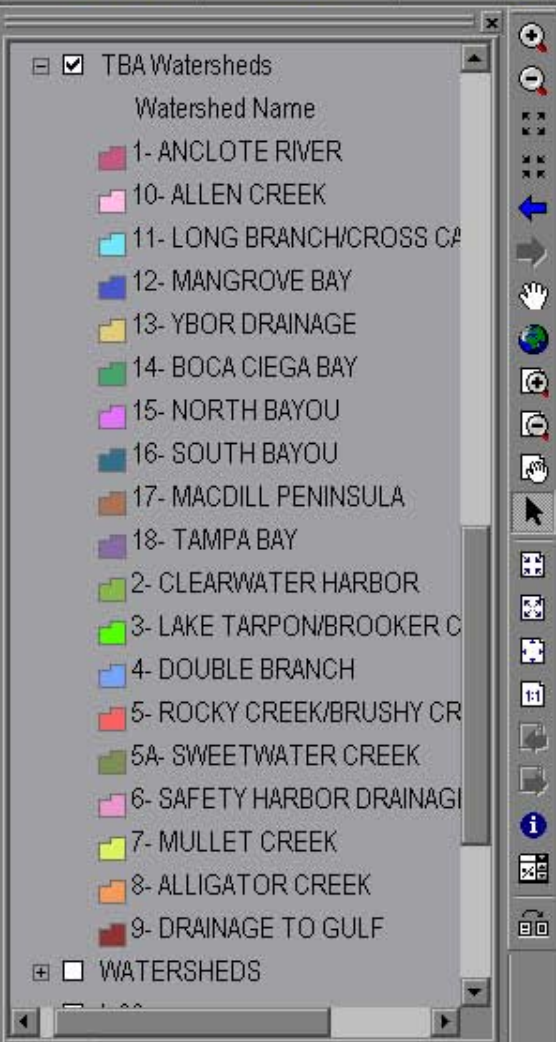 TBA Watersheds
Watershed Name
1- ANCLOTE RIVER
10- ALLEN CREEK
11- LONG BRANCH/CROSS CA
12- MANGROVE BAY
13- YBOR DRAINAGE
14- BOCA CIEGA BAY
15- NORTH BAYOU
16- SOUTH BAYOU
17- MACDILL PENINSULA
18- TAMPA BAY
2- CLEARWATER HARBOR
3- LAKE TARPON/BROOKER C
4- DOUBLE BRANCH
1:1
5- ROCKY CREEK/BRUSHY CR
5A- SWEETWATER CREEK
6- SAFETY HARBOR DRAINAG
7- MULLET CREEK
8- ALLIGATOR CREEK
9- DRAINAGE TO GULF
WATERSHEDS